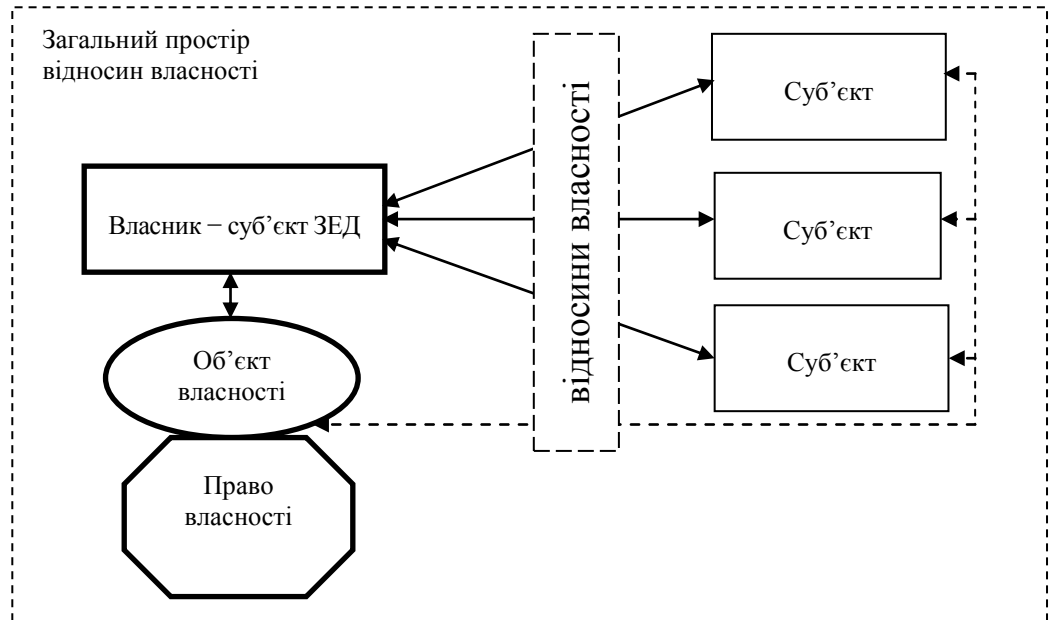 Загальний простір
відносин власності
Власник – суб’єкт ЗЕД
Об’єкт
власності
Право
власності
відносини власності
Суб’єкт
Суб’єкт
Суб’єкт